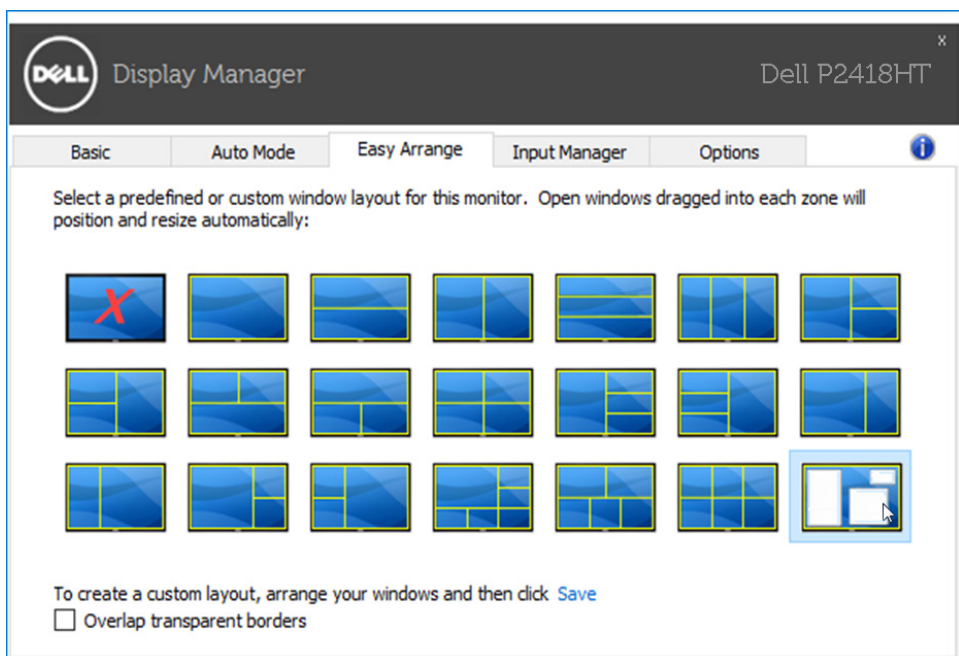 x
DELL Display Manager Dell P2418HT
Basic Auto Mode Easy Arrange Input Manager Options i
Select a predefined or custom window layout for this monitor. Open windows dragged into each zone will
position and resize automatically:
X
To create a custom layout, arrange your windows and then click Save
Overlap transparent borders